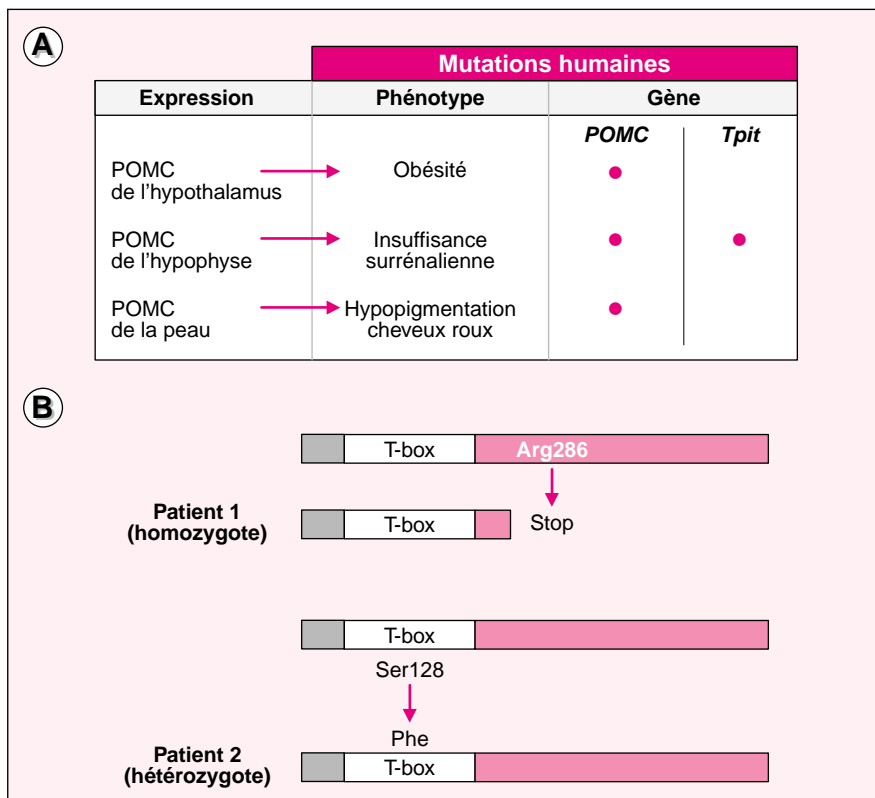 A
Mutations humaines
Expression Phénotype Gène
POMC Tpit
POMC
de l'hypothalamus
Obésité
POMC
de l'hypophyse
Insuffisance
surrénalienne
POMC
de la peau
Hypopigmentation
cheveux roux
B
T-box Arg286
Patient 1
(homozygote)
T-box Stop
T-box
Ser128
Phe
Patient 2
(hétérozygote)
T-box